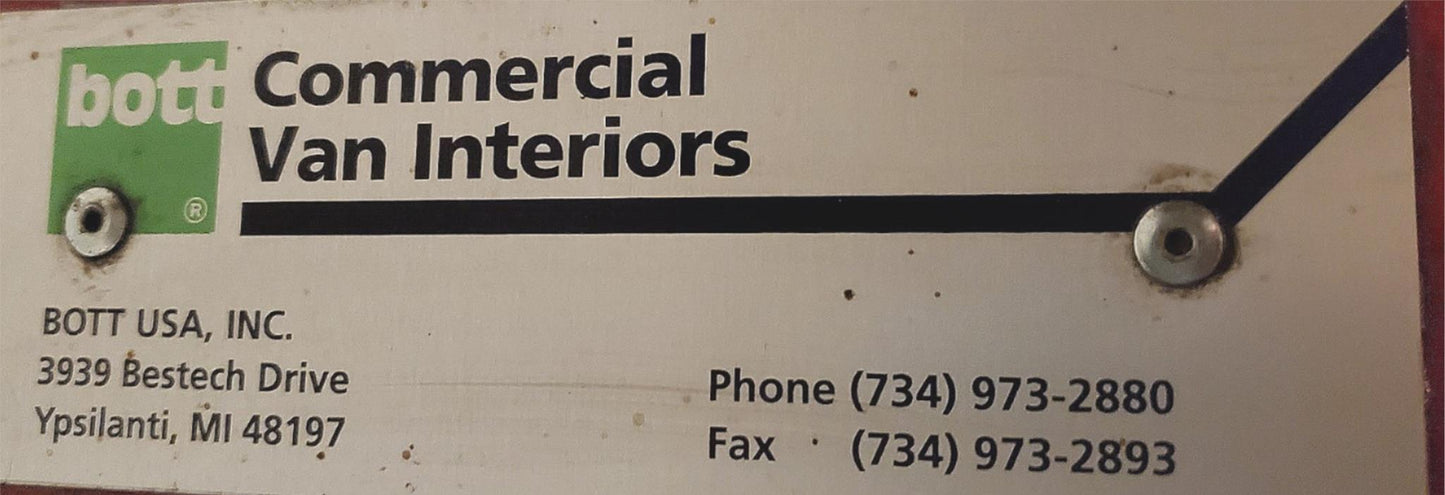 bott
®
Commercial
Van Interiors
BOTT USA, INC.
3939 Bestech Drive
Ypsilanti, MI 48197
Phone (734) 973-2880
Fax (734) 973-2893